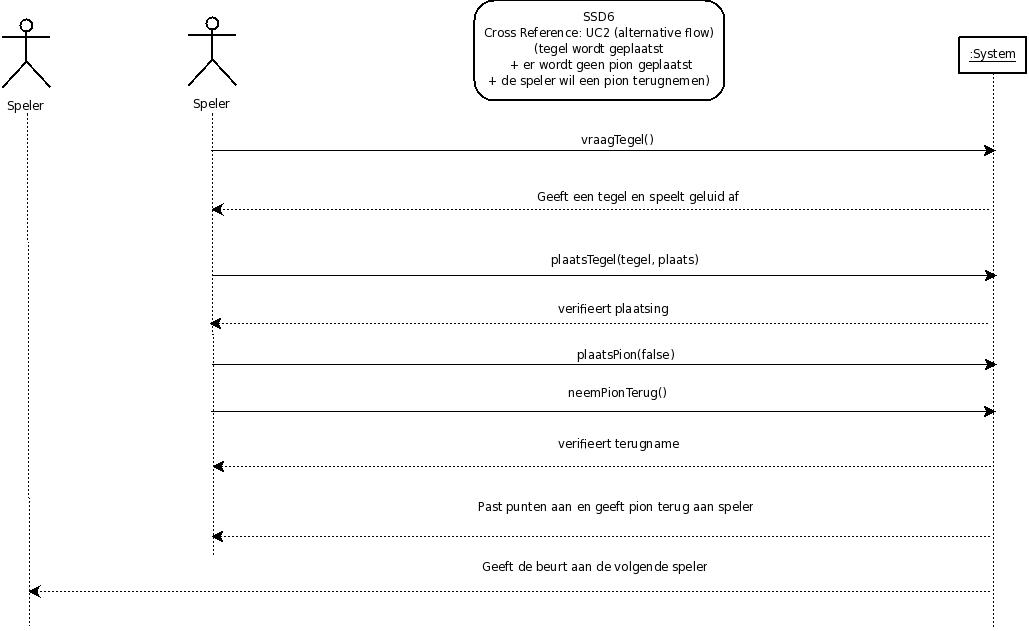 SSD6
Cross Reference: UC2 (alternative flow)
(tegel wordt geplaatst
+ er wordt geen pion geplaatst
+ de speler wil een pion terugnemen)
:System
Speler
Speler
vraagTegel()
Geeft een tegel en speelt geluid af
plaatsTegel(tegel, plaats)
verifieert plaatsing
plaatsPion(false)
neemPionTerug()
verifieert terugname
Past punten aan en geeft pion terug aan speler
Geeft de beurt aan de volgende speler